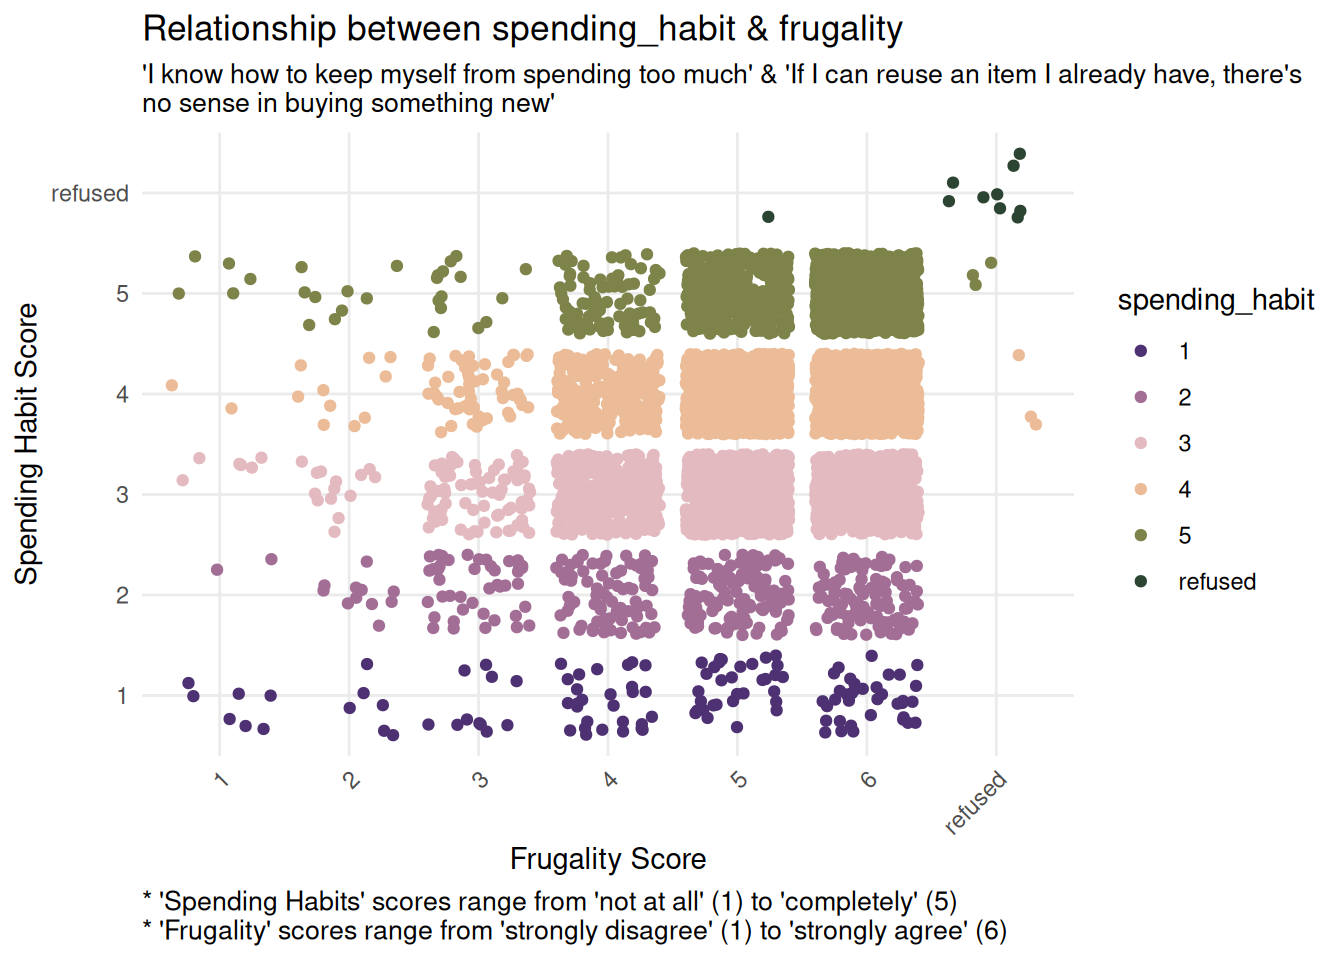 Relationship between spending_habit & frugality
'I know how to keep myself from spending too much' & 'If I can reuse an item I already have, there's
no sense in buying something new'
Spending Habit Score
refused
5
4
3
2
1
1
2
3
4
5
6
refused
Frugality Score
spending_habit
1
2
3
4
5
refused
* 'Spending Habits' scores range from 'not at all' (1) to 'completely' (5)
* 'Frugality' scores range from 'strongly disagree' (1) to 'strongly agree' (6)